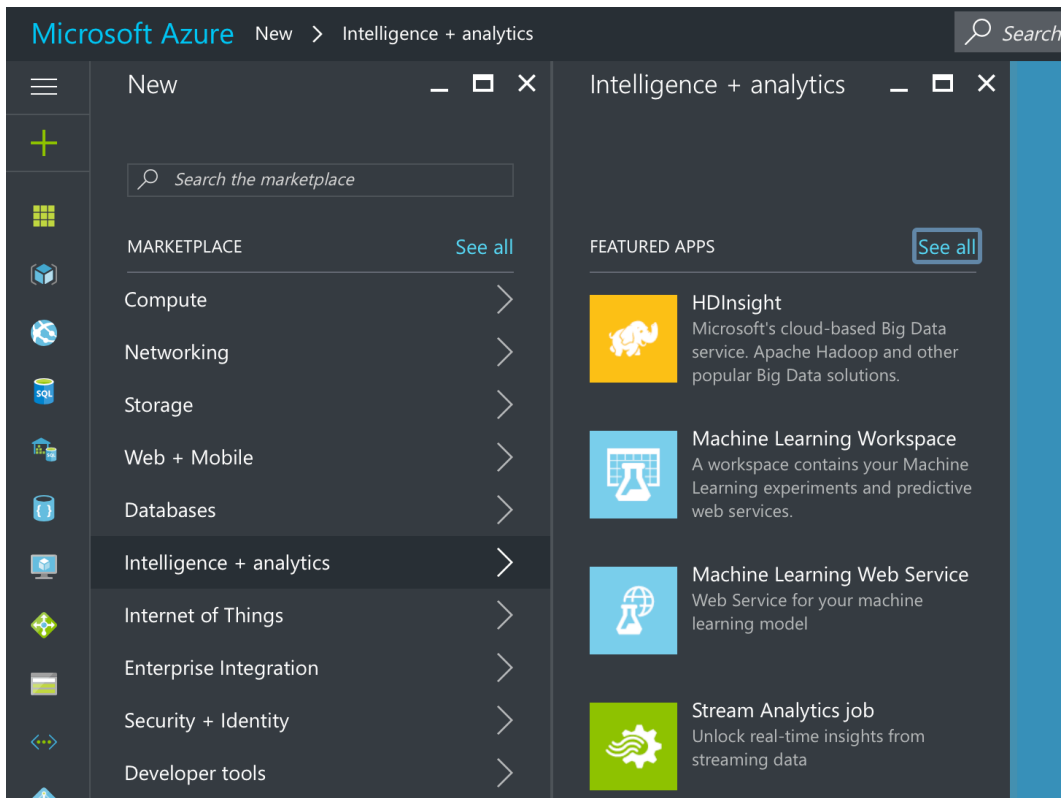 Microsoft Azure New > Intelligence + analytics
Search
New
Search the marketplace
MARKETPLACE See all
Compute
Networking
Storage
Web + Mobile
Databases
Intelligence + analytics
Internet of Things
Enterprise Integration
Security + Identity
Developer tools
SQL
Intelligence + analytics
FEATURED APPS See all
HDInsight
Microsoft's cloud-based Big Data
service. Apache Hadoop and other
popular Big Data solutions.
Machine Learning Workspace
A workspace contains your Machine
Learning experiments and predictive
web services.
Machine Learning Web Service
Web Service for your machine
learning model
Stream Analytics job
Unlock real-time insights from
streaming data